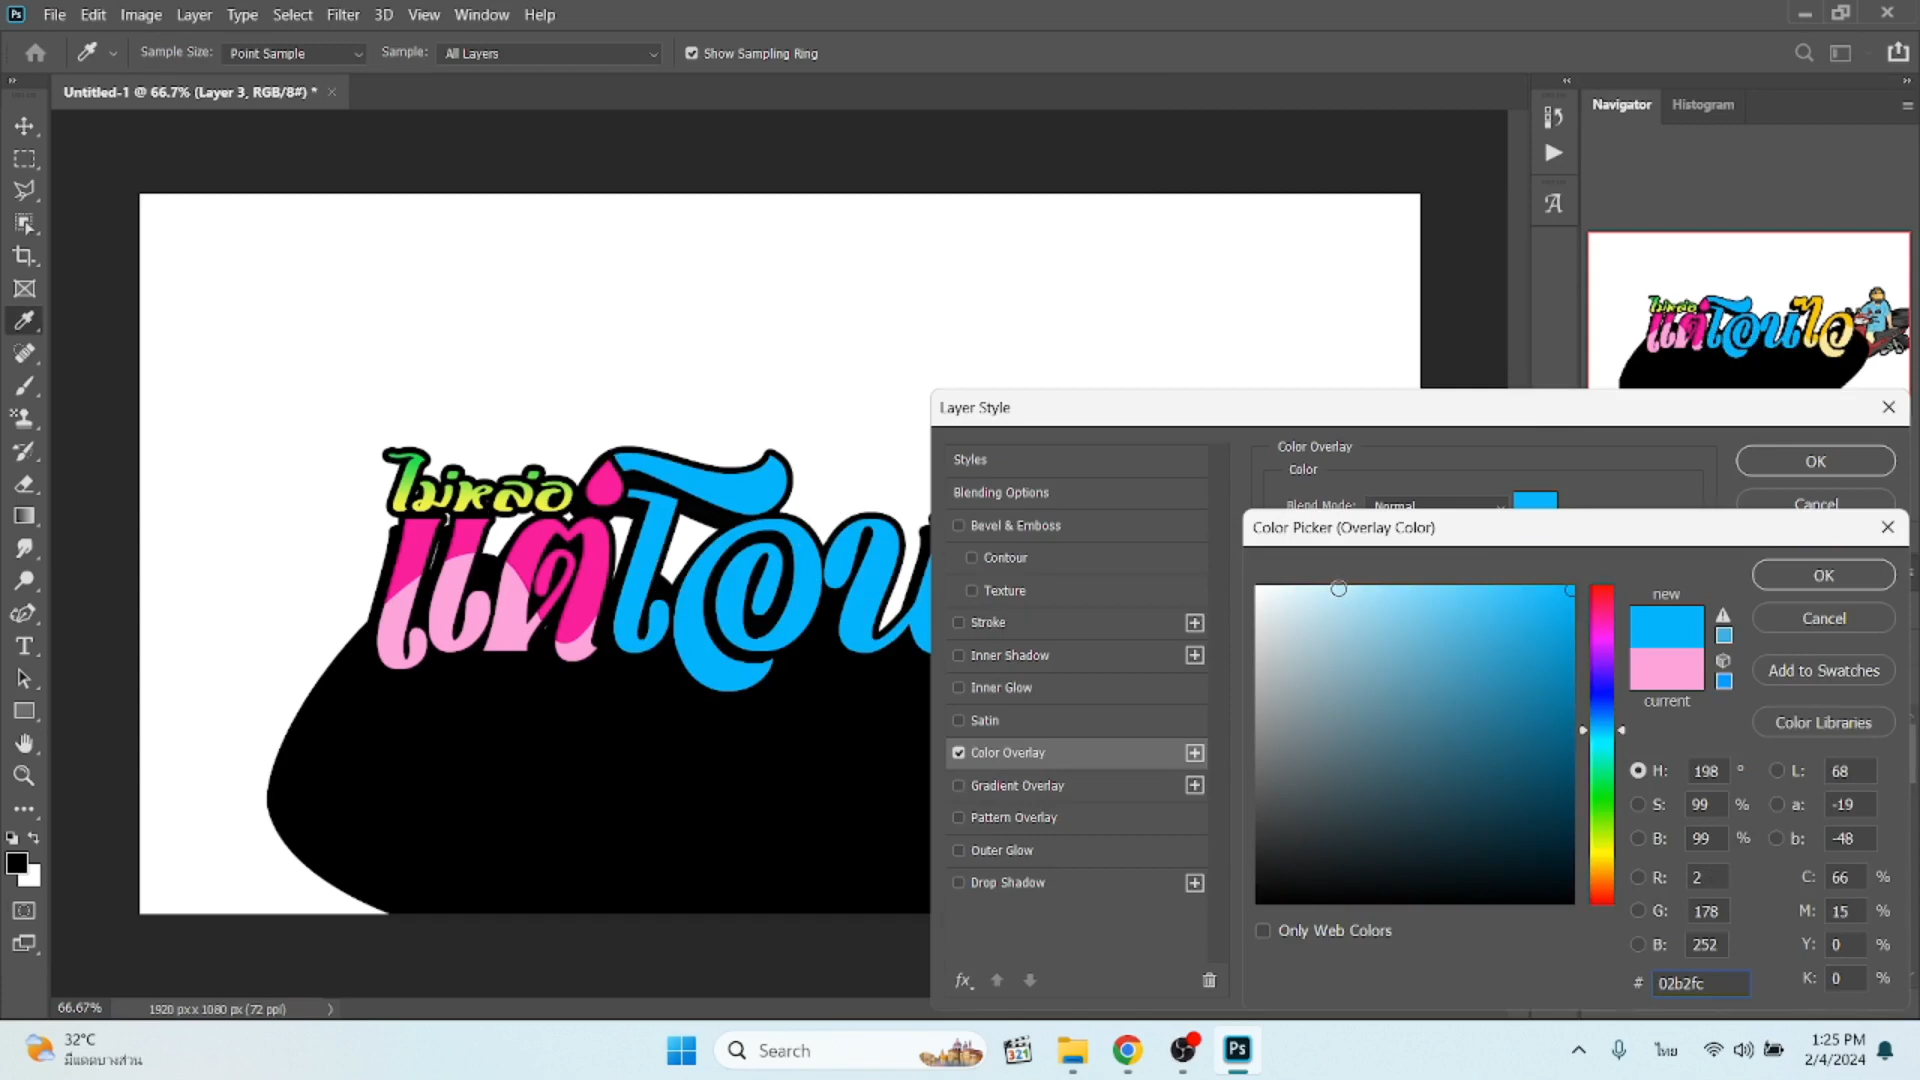 File Edit Image Layer Type Select Filter 3D View Window Help
Sample Size: Point Sample Sample: All Layers Show Sampling Ring
Untitled-1 @ 66.7% (Layer 3, RGB/8#) *
Navigator Histogram
ไม่หล่อ
แต่โอนไว
Layer Style
Styles
Blending Options
Bevel & Emboss
Contour
Texture
Stroke
Inner Shadow
Inner Glow
Satin
Color Overlay
Gradient Overlay
Pattern Overlay
Outer Glow
Drop Shadow
fx
Color Overlay
Color
Blend Mode: Normal
OK
Cancel
Color Picker (Overlay Color)
new
current
OK
Cancel
Add to Swatches
Color Libraries
H: 198 ° L: 68
S: 99 % a: -19
B: 99 % b: -48
R: 2 C: 66 %
G: 178 M: 15 %
B: 252 Y: 0 %
# 02b2fc K: 0 %
Only Web Colors
66.67% 1920 px x 1080 px (72 ppi)
32°C
มีแดดบางส่วน
Search
321
Ps
ไทย
1:25 PM
2/4/2024